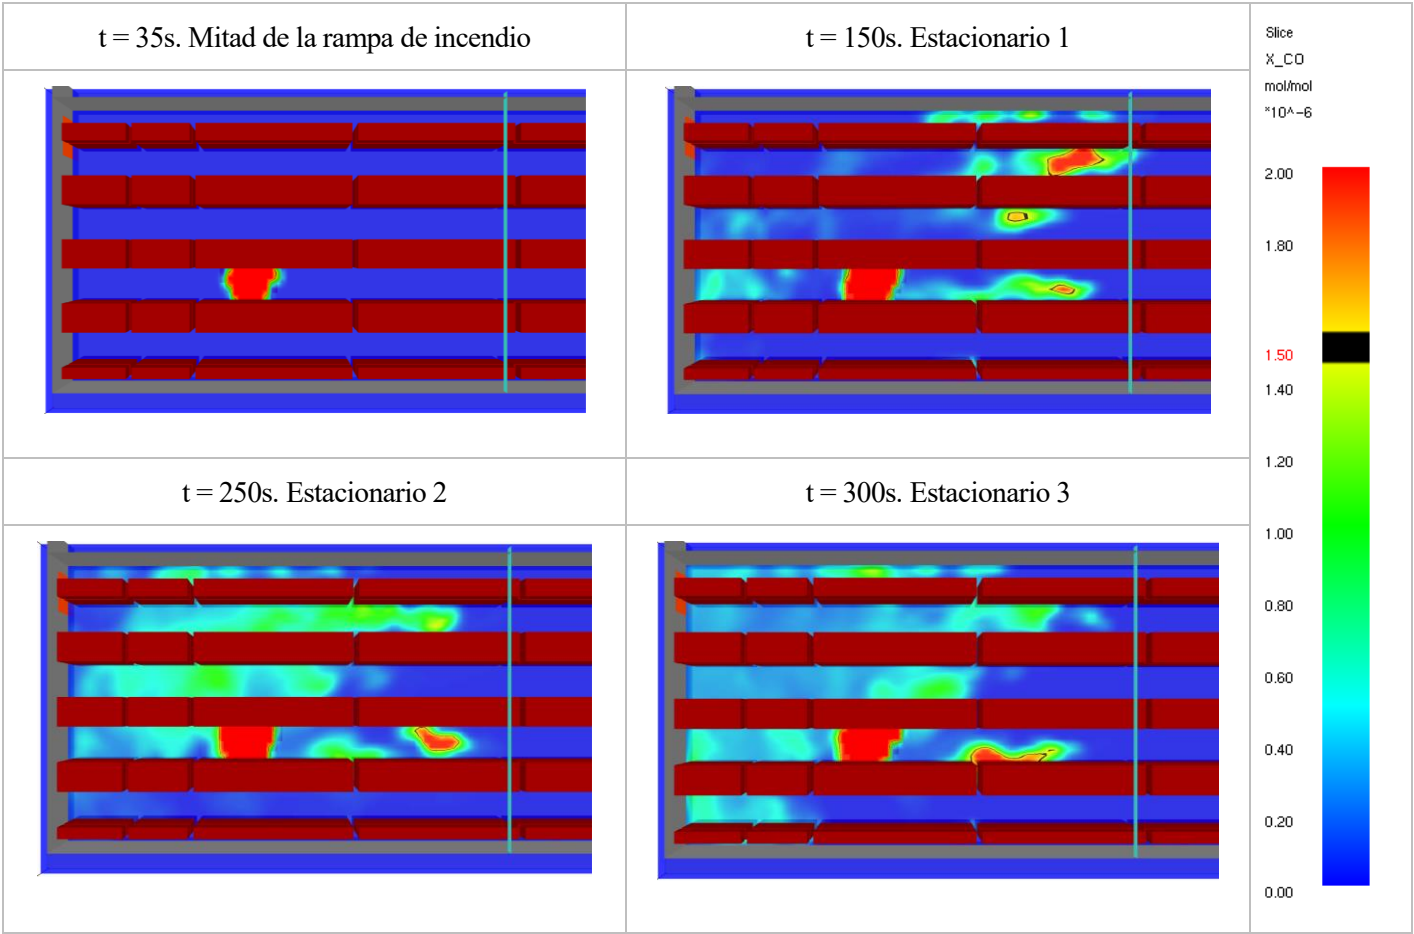 t = 35s. Mitad de la rampa de incendio
t = 150s. Estacionario 1
Slice
X_CO
mol/mol
*10^-6
2.00
1.80
1.50
1.40
1.20
1.00
0.80
0.60
0.40
0.20
0.00
t = 250s. Estacionario 2
t = 300s. Estacionario 3